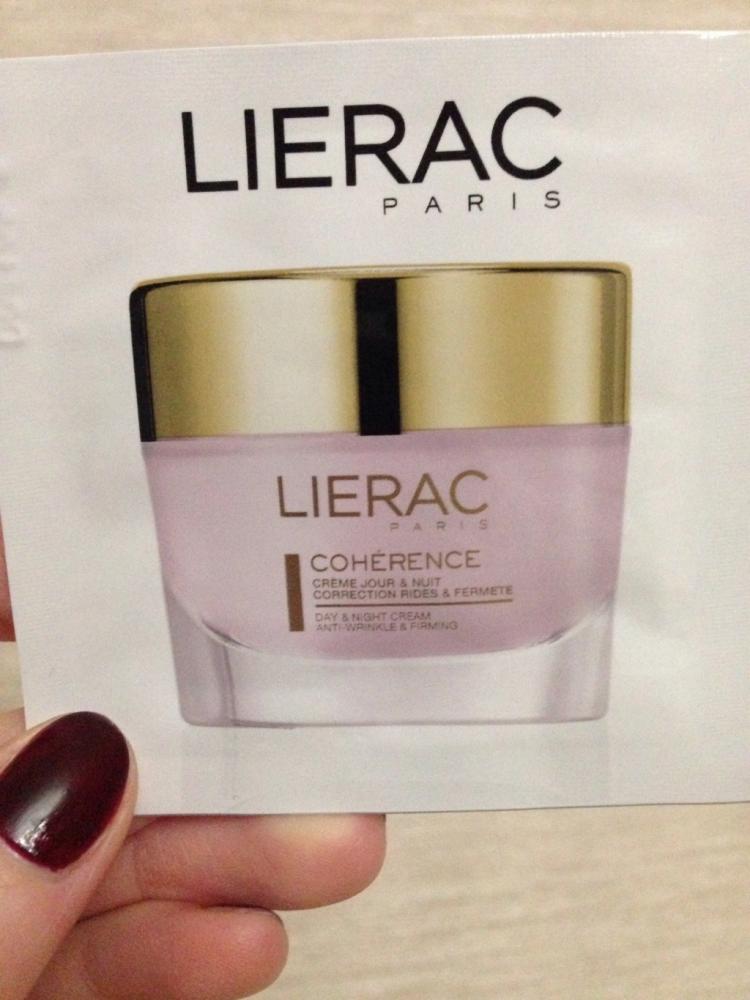 LIERAC
PARIS
LIERAC
PARIS
COHÉRENCE
CRÈME JOUR & NUIT
CORRECTION RIDES & FERMETÉ
DAY & NIGHT CREAM
ANTI-WRINKLE & FIRMING